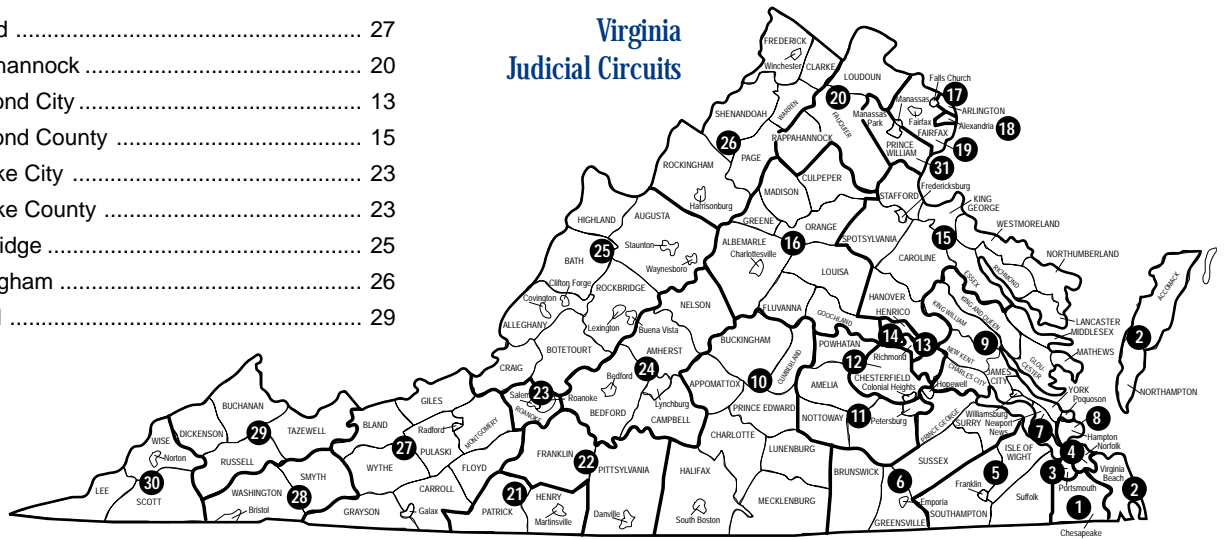 d ................................................................ 27
hannock .................................................. 20
ond City ................................................... 13
ond County ............................................ 15
ke City .................................................... 23
ke County .............................................. 23
idge ........................................................ 25
gham ...................................................... 26
l ................................................................ 29
Virginia
Judicial Circuits
FREDERICK
Winchester
CLARKE
LOUDOUN
Falls Church
17
ARLINGTON
20
Manassas
Fairfax
Alexandria
18
SHENANDOAH
WARREN
FAUQUIER
Manassas
Park
FAIRFAX
19
26
RAPPAHANNOCK
PRINCE
WILLIAM
31
PAGE
ROCKINGHAM
Harrisonburg
CULPEPER
MADISON
STAFFORD
Fredericksburg
KING
GEORGE
HIGHLAND
AUGUSTA
GREENE
ORANGE
WESTMORELAND
25
Staunton
ALBEMARLE
16
SPOTSYLVANIA
15
BATH
Waynesboro
Charlottesville
CAROLINE
RICHMOND
NORTHUMBERLAND
Clifton Forge
ROCKBRIDGE
LOUISA
ESSEX
ACCOMACK
Covington
NELSON
HANOVER
KING WILLIAM
KING AND QUEEN
LANCASTER
ALLEGHANY
Lexington
Buena Vista
FLUVANNA
GOOCHLAND
HENRICO
MIDDLESEX
2
BUCKINGHAM
POWHATAN
14
13
9
BOTETOURT
AMHERST
CUMBERLAND
12
Richmond
NEW KENT
GLOU-
CESTER
MATHEWS
CRAIG
24
CHARLES CITY
JAMES
CITY
Bedford
APPOMATTOX
10
AMELIA
CHESTERFIELD
Colonial Heights
Hopewell
YORK
NORTHAMPTON
Salem
23
Roanoke
Lynchburg
Poquoson
GILES
ROANOKE
BEDFORD
CAMPBELL
PRINCE EDWARD
NOTTOWAY
11
Petersburg
PRINCE GEORGE
Williamsburg
SURRY
Newport
News
7
8
BUCHANAN
BLAND
Radford
MONTGOMERY
Hampton
DICKENSON
29
TAZEWELL
27
PULASKI
FRANKLIN
22
PITTSYLVANIA
CHARLOTTE
LUNENBURG
SUSSEX
ISLE OF
WIGHT
4
Norfolk
WISE
Norton
RUSSELL
WYTHE
FLOYD
HALIFAX
BRUNSWICK
6
5
3
Virginia
Beach
30
SMYTH
CARROLL
21
HENRY
Franklin
Suffolk
Portsmouth
2
LEE
SCOTT
WASHINGTON
28
GRAYSON
Galax
PATRICK
Martinsville
Danville
South Boston
MECKLENBURG
Emporia
SOUTHAMPTON
1
Bristol
GREENSVILLE
Chesapeake